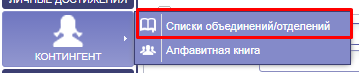 ЛИЧНЫЕ ДОСТИЖЕНИЯ
КОНТИНГЕНТ
Списки объединений/отделений
Алфавитная книга